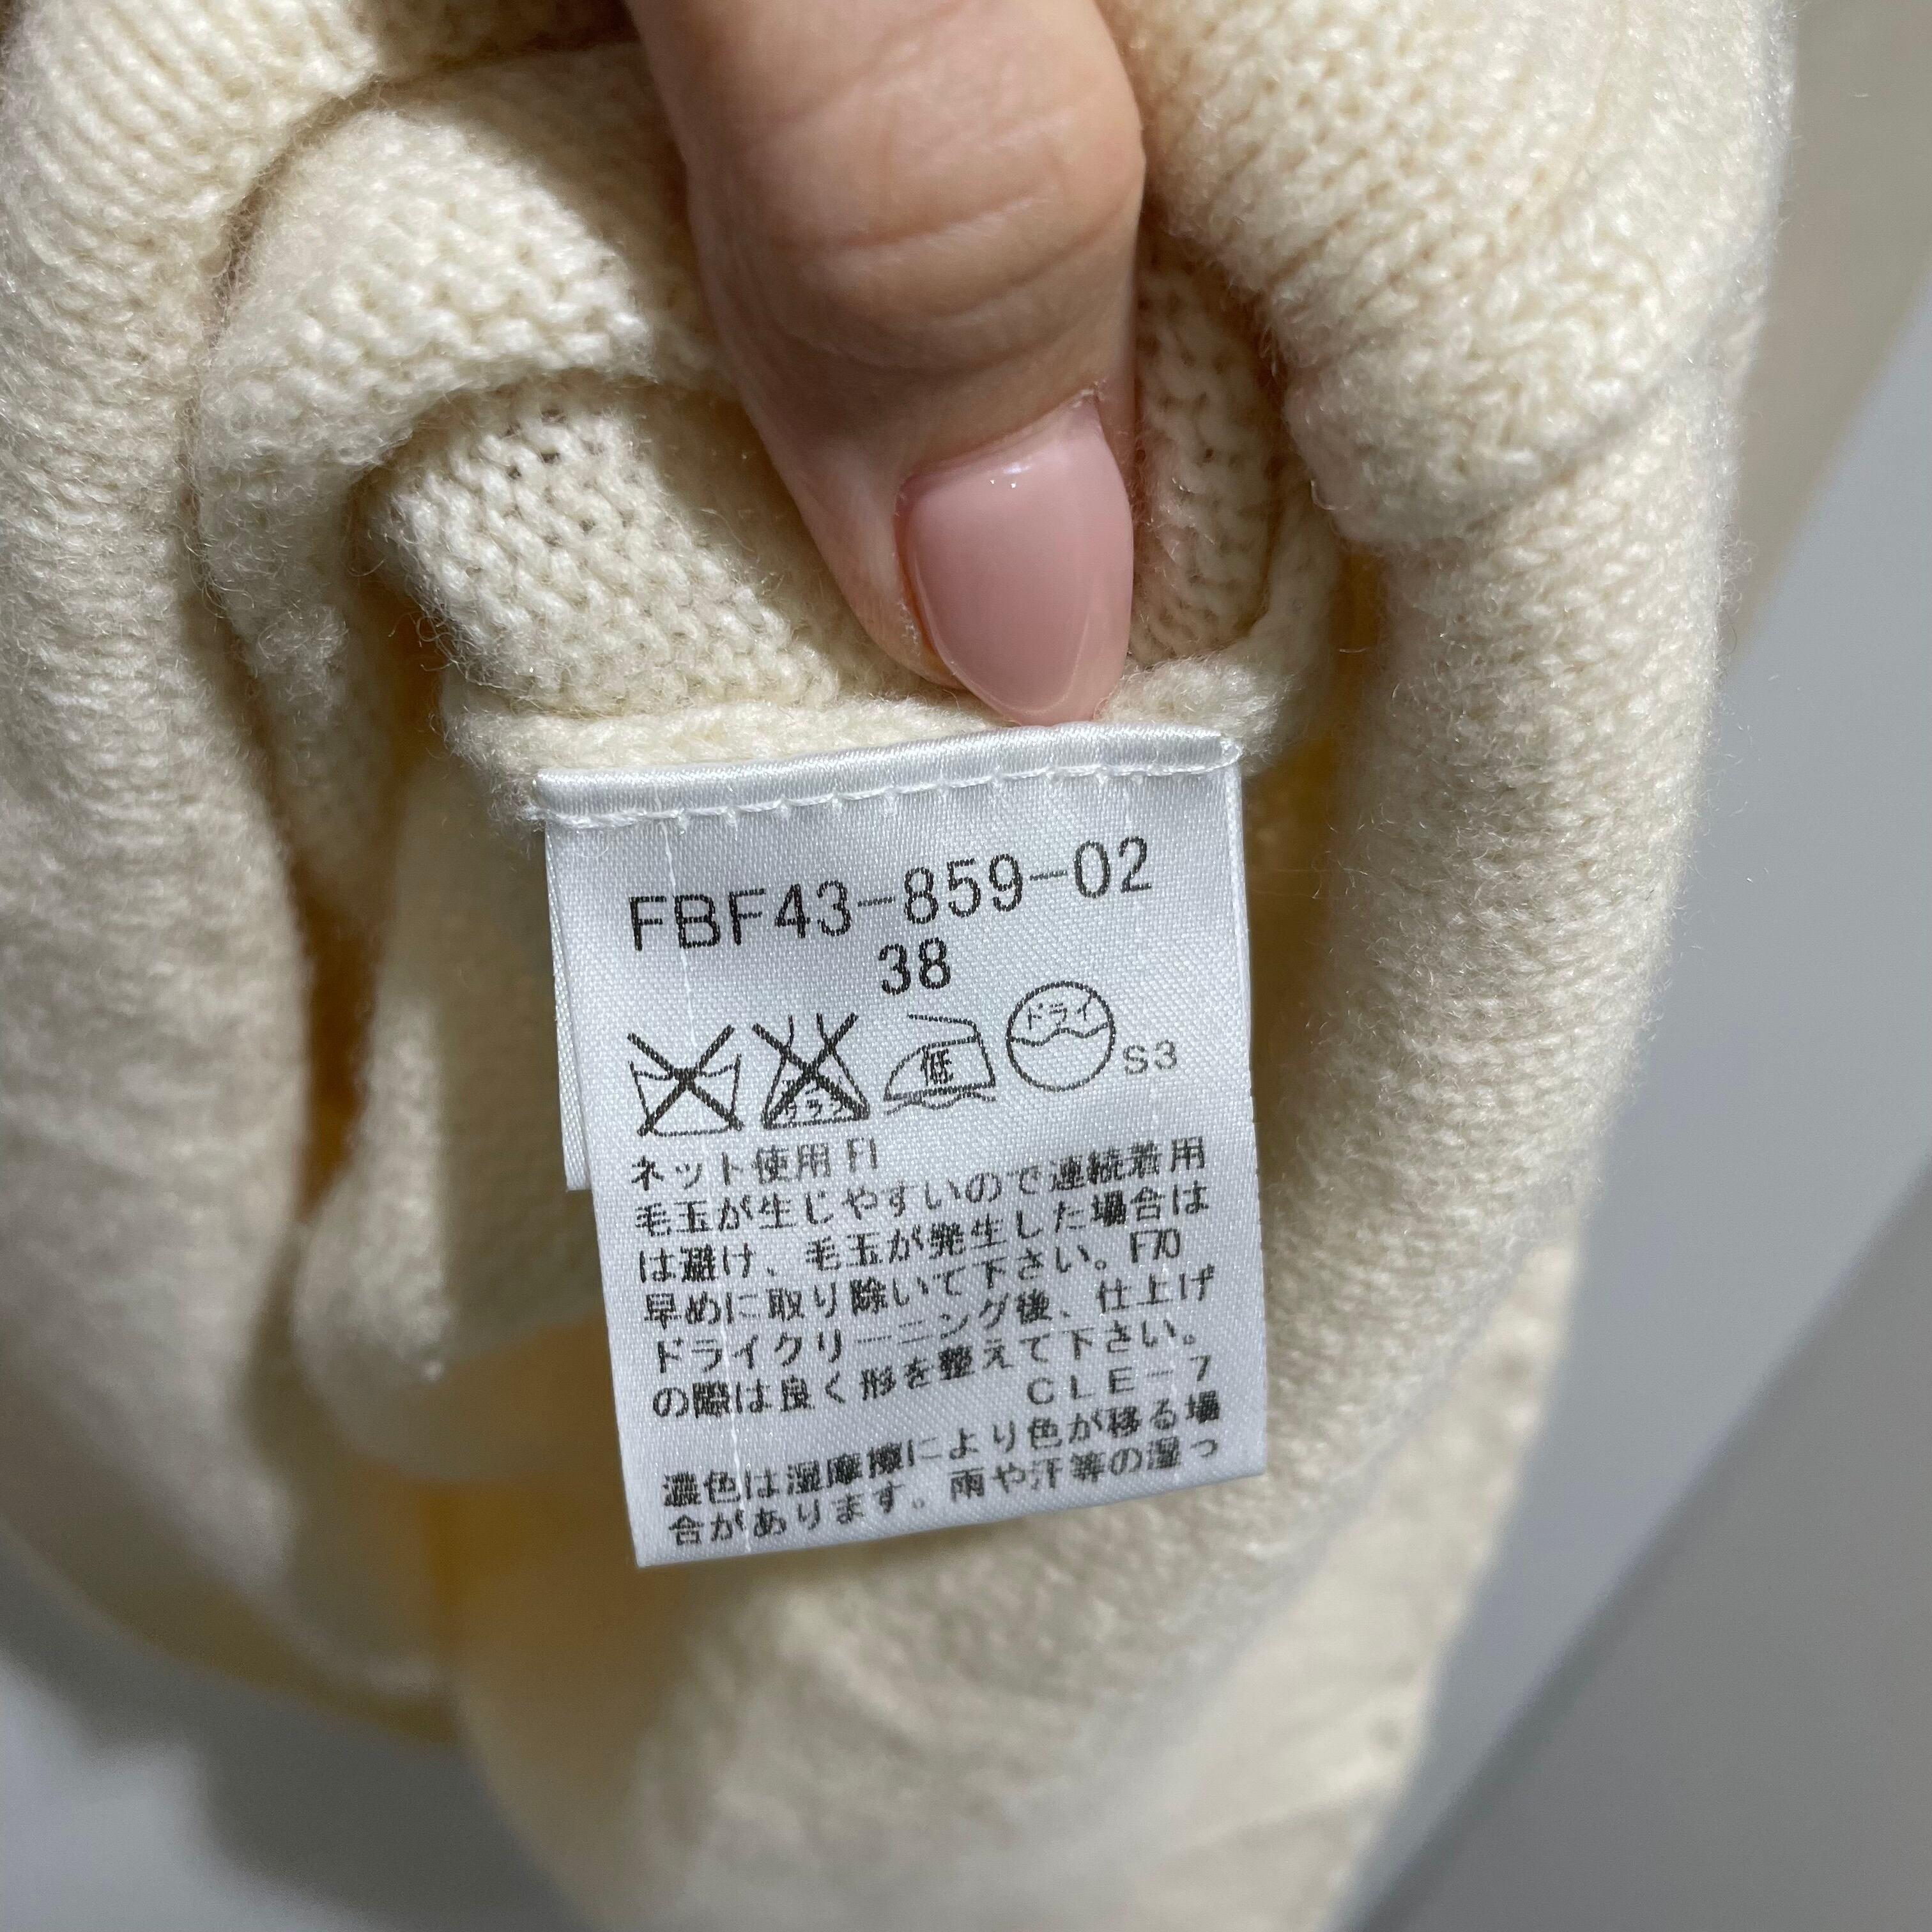 FBF43-859-02
38
低
ドライ
S3
ネット使用 F1
毛玉が生じやすいので連続着用
は避け、毛玉が発生した場合は
早めに取り除いて下さい。F70
ドライクリーニング後、仕上げ
の際は良く形を整えて下さい。
CLE-7
濃色は湿摩擦により色が移る場
合があります。雨や汗等の湿っ